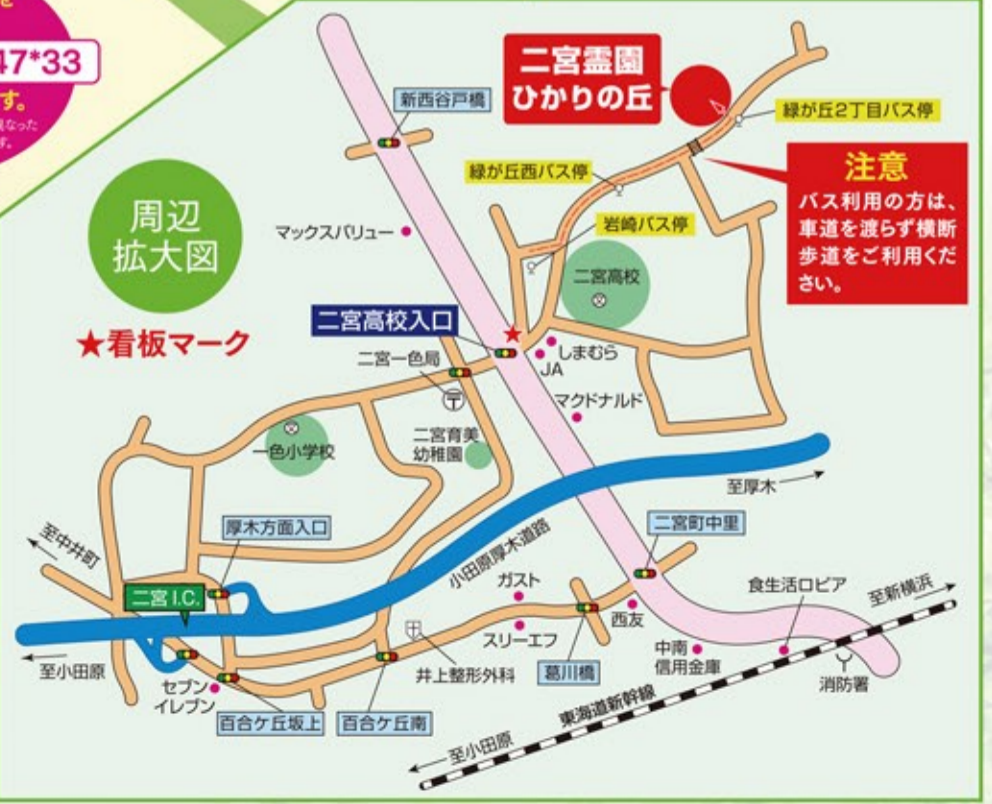 を
47*33
す。
異なった
す。
周辺
拡大図
★看板マーク
二宮霊園
ひかりの丘
新西谷戸橋
緑が丘2丁目バス停
緑が丘西バス停
注意
バス利用の方は、
車道を渡らず横断
歩道をご利用くだ
さい。
岩崎バス停
マックスバリュー
二宮高校
二宮高校入口
しまむら
JA
二宮一色局
マクドナルド
二宮育美
幼稚園
一色小学校
至厚木
厚木方面入口
小田原厚木道路
二宮町中里
至中井町
二宮I.C.
ガスト
食生活ロピア
至新横浜
スリーエフ
西友
至小田原
井上整形外科
葛川橋
中南
信用金庫
消防署
セブン
イレブン
百合ケ丘坂上
百合ケ丘南
東海道新幹線
至小田原